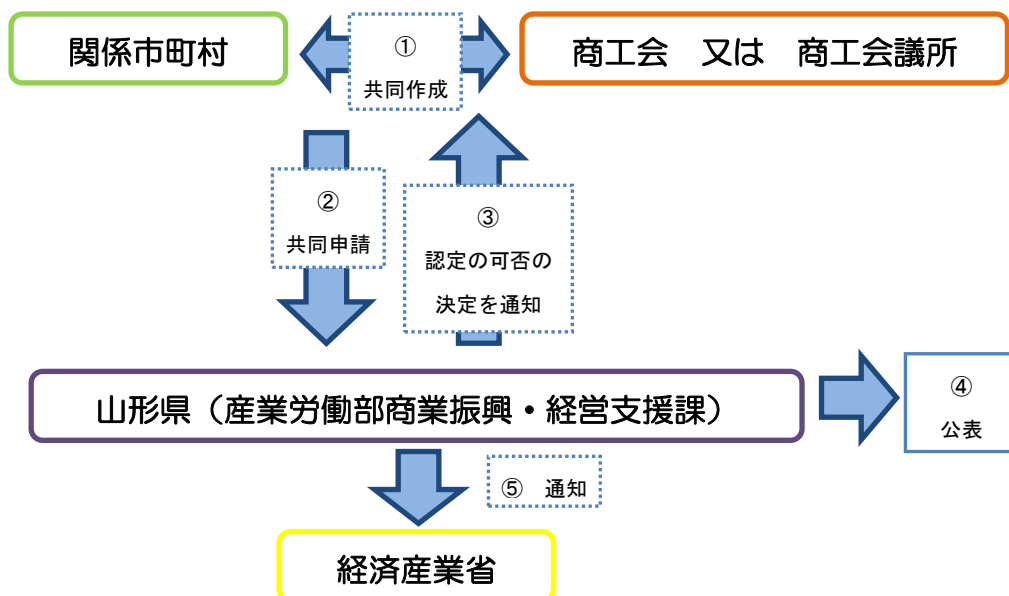 関係市町村
①
共同作成
商工会　又は　商工会議所
②
共同申請
③
認定の可否の
決定を通知
山形県（産業労働部商業振興・経営支援課）
④
公表
⑤　通知
経済産業省